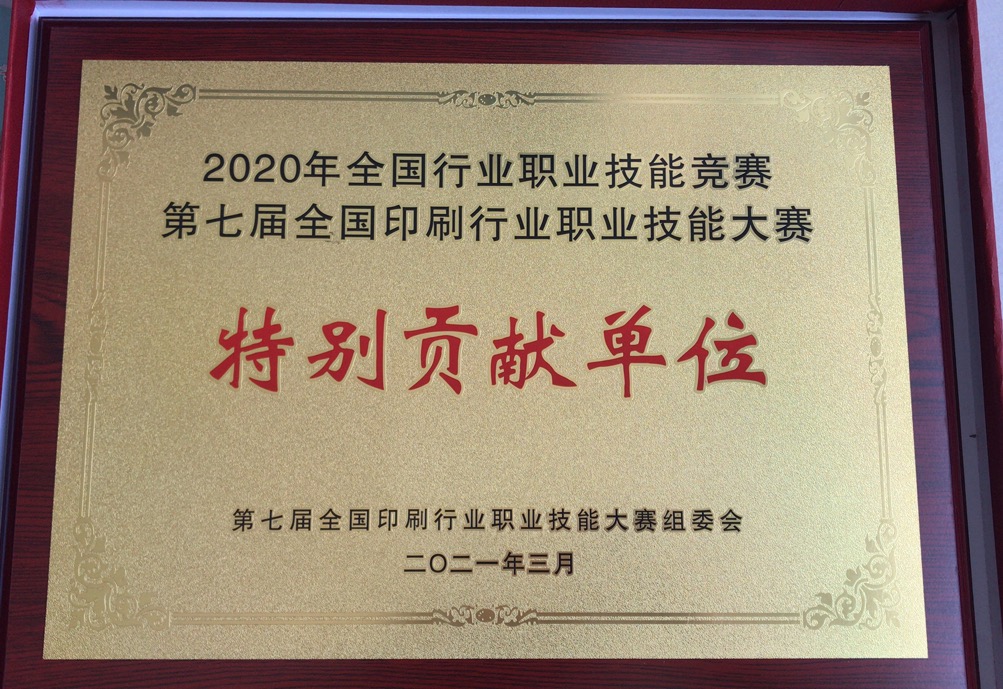 2020年全国行业职业技能竞赛
第七届全国印刷行业职业技能大赛
特别贡献单位
第七届全国印刷行业职业技能大赛组委会
二〇二一年三月